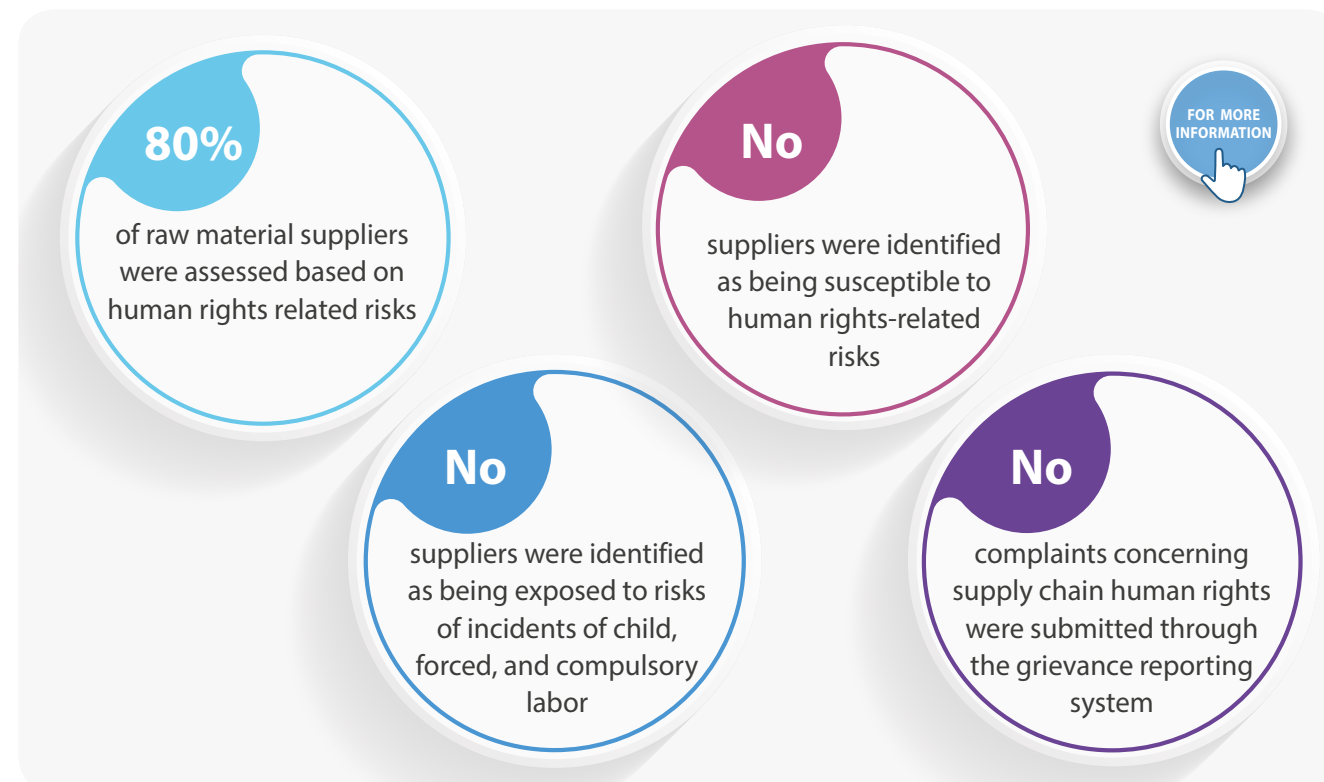 80%
of raw material suppliers
were assessed based on
human rights related risks
No
suppliers were identified
as being susceptible to
human rights-related
risks
FOR MORE
INFORMATION
No
suppliers were identified
as being exposed to risks
of incidents of child,
forced, and compulsory
labor
No
complaints concerning
supply chain human rights
were submitted through
the grievance reporting
system